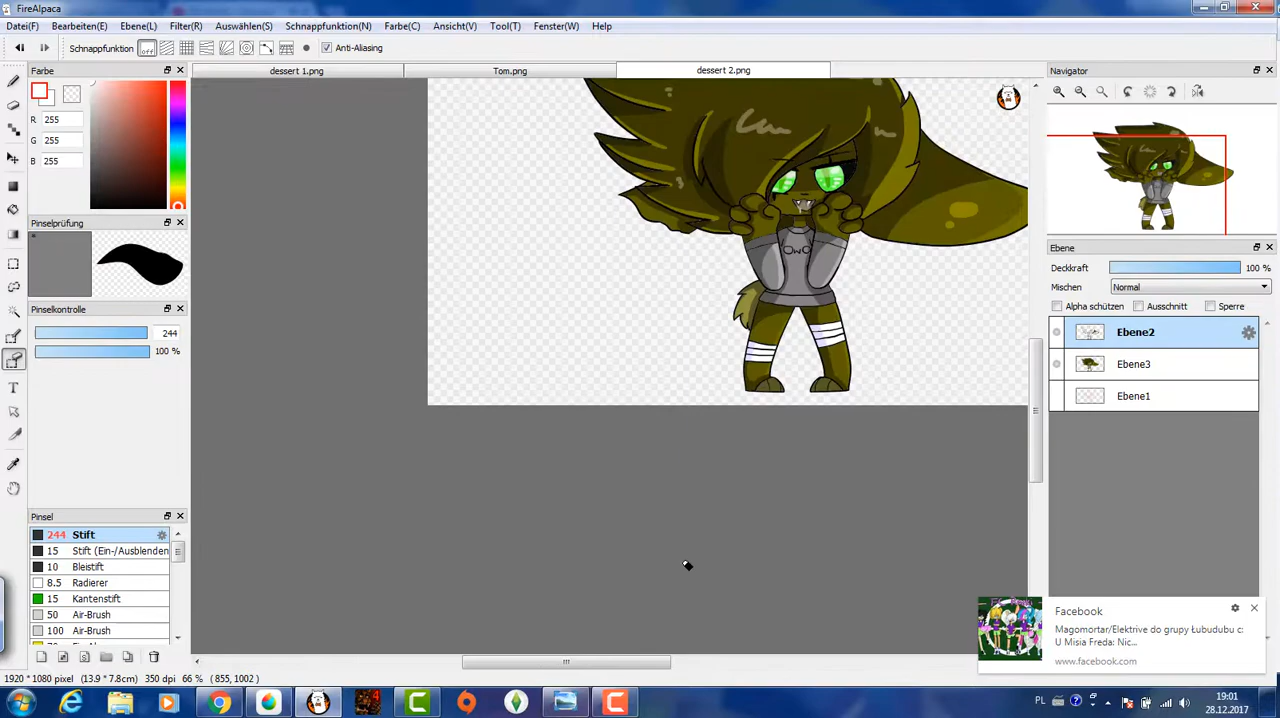 FireAlpaca
Datei(F) Bearbeiten(E) Ebene(L) Filter(R) Auswählen(S) Schnappfunktion(N) Farbe(C) Ansicht(V) Tool(T) Fenster(W) Help
Schnappfunktion off Anti-Aliasing
Farbe
dessert 1.png Tom.png dessert 2.png
Navigator
R 255
G 255
B 255
Pinselprüfung
OwO
Ebene
Deckkraft 100 %
Mischen Normal
Alpha schützen Ausschnitt Sperre
Pinselkontrolle
244
100 %
Ebene2
Ebene3
Ebene1
T
Pinsel
244 Stift
15 Stift (Ein-/Ausblenden
10 Bleistift
8.5 Radierer
15 Kantenstift
50 Air-Brush
100 Air-Brush
Facebook
Magomortar/Elektrive do grupy Łubudubu c:
U Misia Freda: Nic...
www.facebook.com
1920 * 1080 pixel (13.9 * 7.8cm) 350 dpi 66 % (855, 1002)
4
PL
19:01
28.12.2017